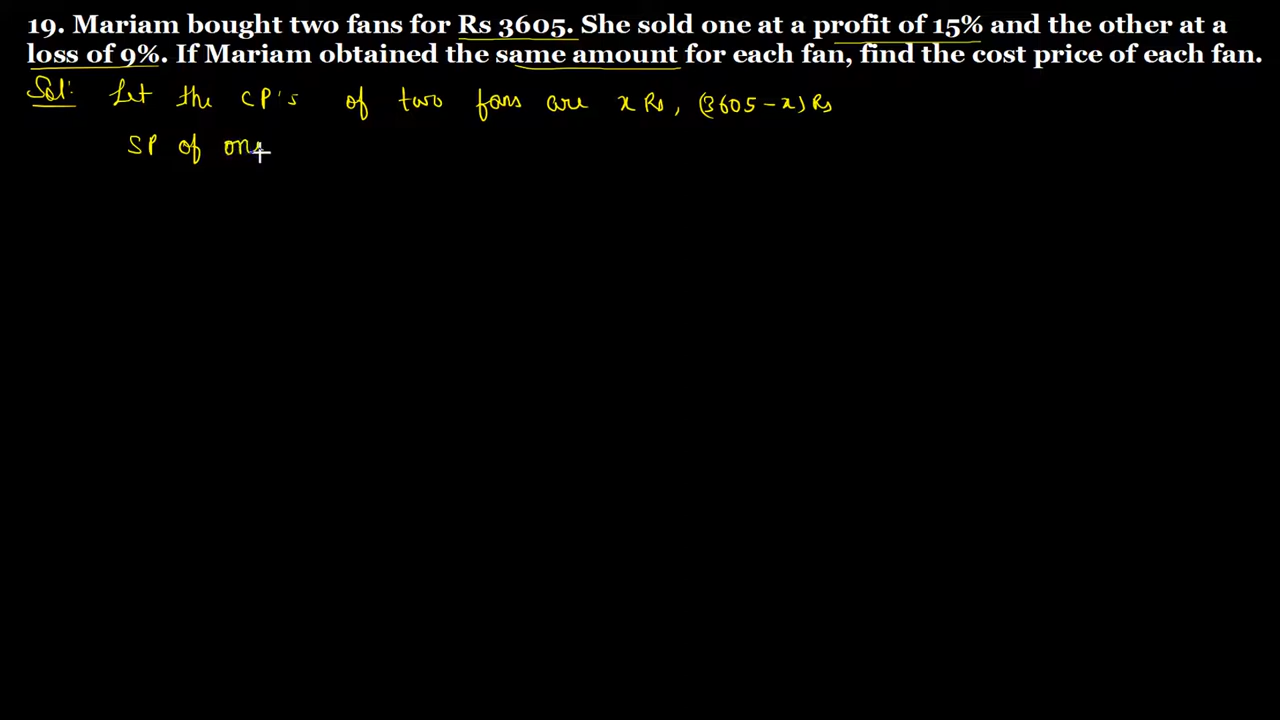 19. Mariam bought two fans for Rs 3605. She sold one at a profit of 15% and the other at a
loss of 9%. If Mariam obtained the same amount for each fan, find the cost price of each fan.
Sol: Let the CP's of two fans are x Rs, (3605-x) Rs
SP of one